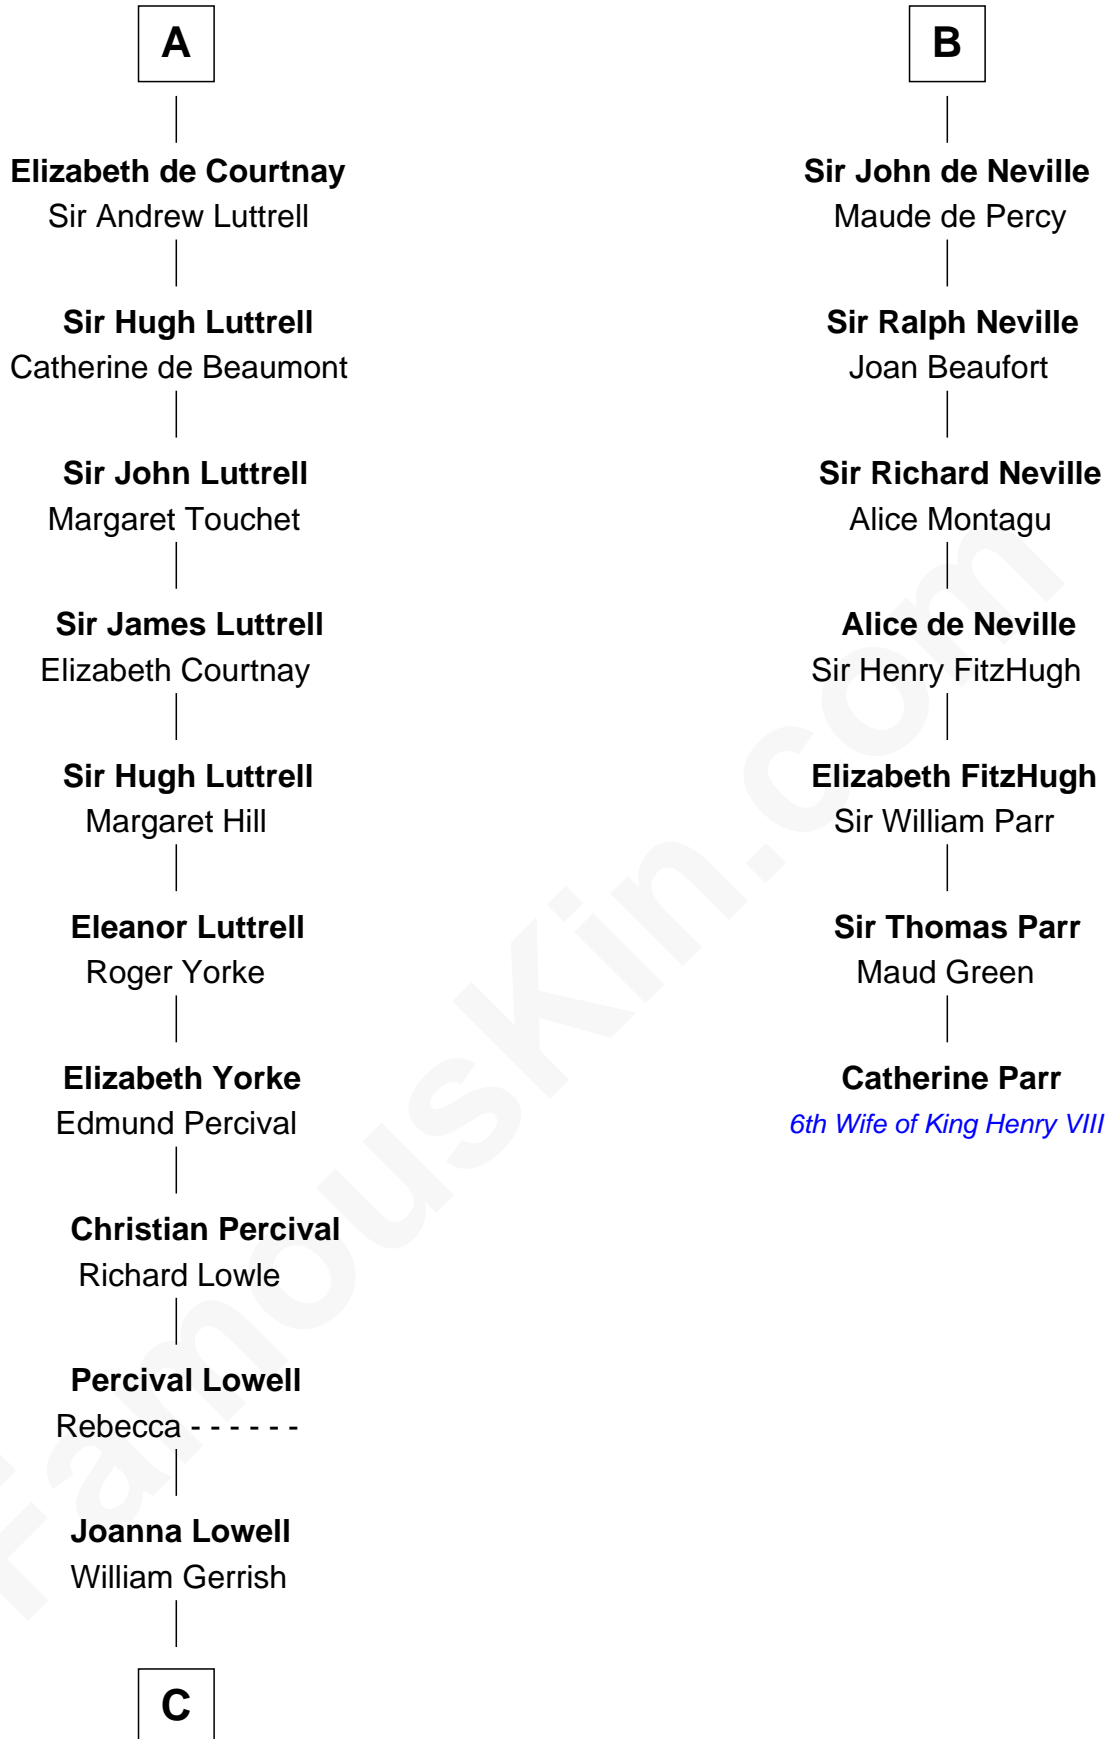 A
Elizabeth de Courtnay
Sir Andrew Luttrell
Sir Hugh Luttrell
Catherine de Beaumont
Sir John Luttrell
Margaret Touchet
Sir James Luttrell
Elizabeth Courtnay
Sir Hugh Luttrell
Margaret Hill
Eleanor Luttrell
Roger Yorke
Elizabeth Yorke
Edmund Percival
Christian Percival
Richard Lowle
Percival Lowell
Rebecca - - - - - -
Joanna Lowell
William Gerrish
C
B
Sir John de Neville
Maude de Percy
Sir Ralph Neville
Joan Beaufort
Sir Richard Neville
Alice Montagu
Alice de Neville
Sir Henry FitzHugh
Elizabeth FitzHugh
Sir William Parr
Sir Thomas Parr
Maud Green
Catherine Parr
6th Wife of King Henry VIII
FamousKin.com